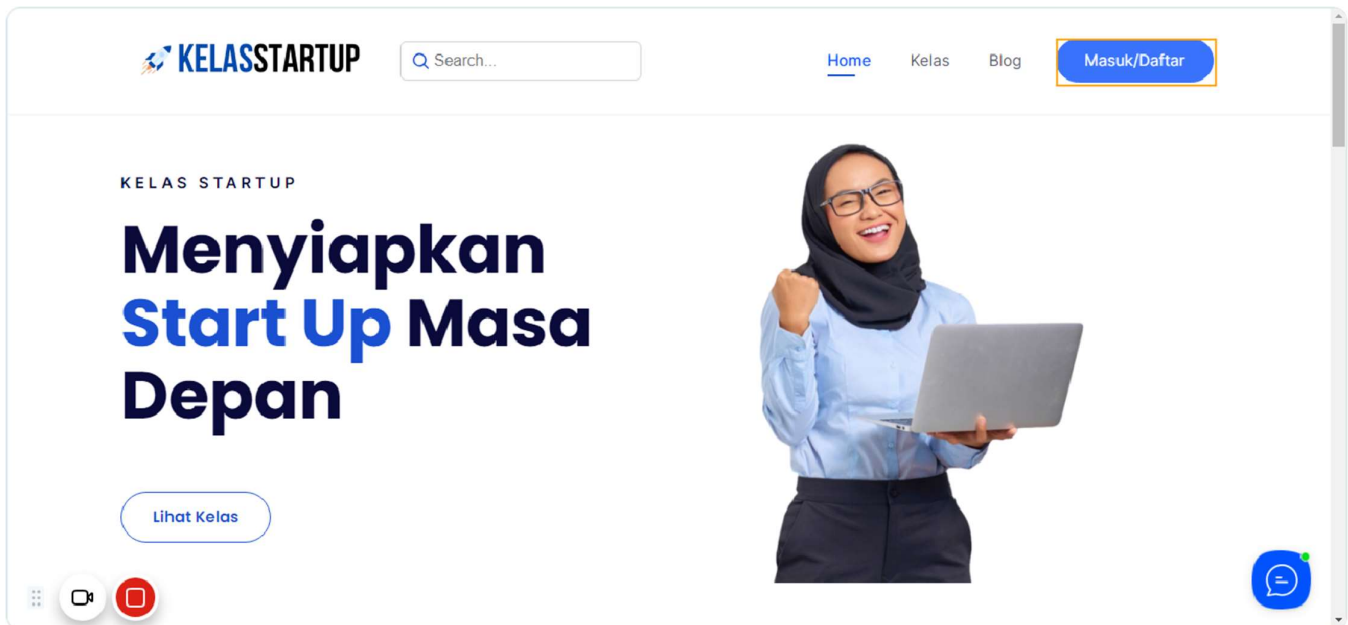 KELASSTARTUP
Search...
Home
Kelas
Blog
Masuk/Daftar
KELAS STARTUP
Menyiapkan
Start Up Masa
Depan
Lihat Kelas